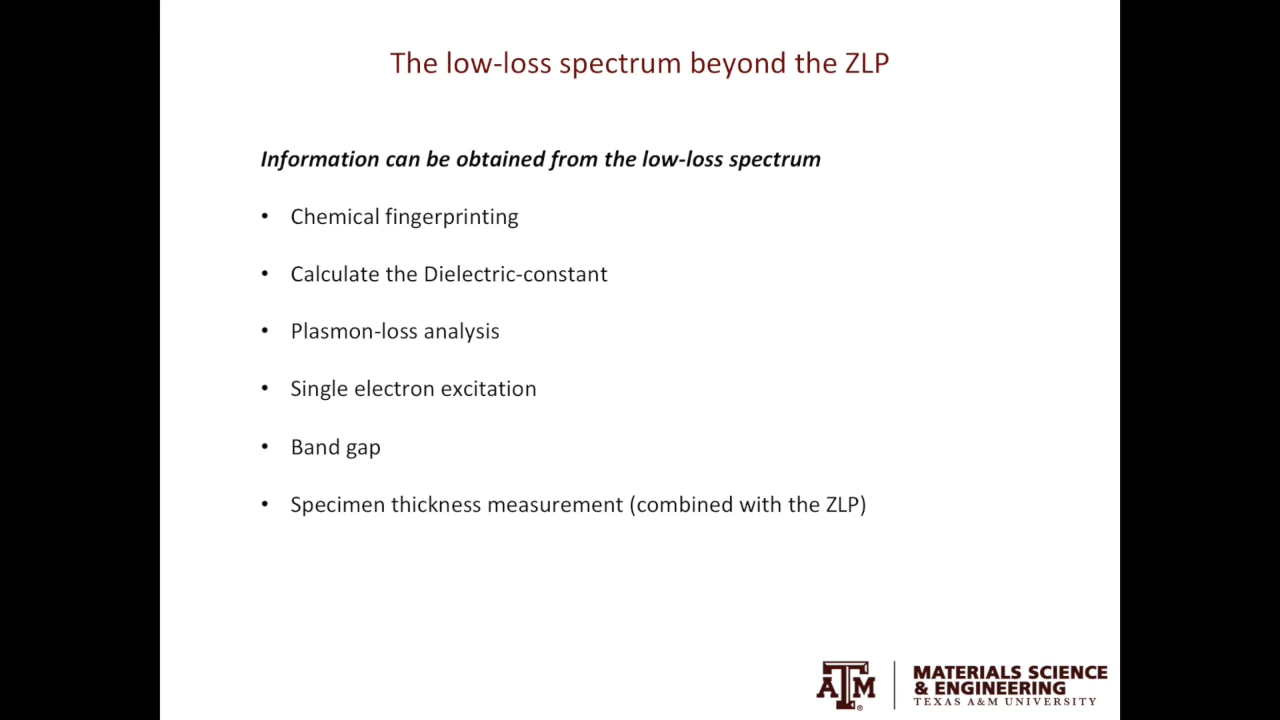 The low-loss spectrum beyond the ZLP
Information can be obtained from the low-loss spectrum
• Chemical fingerprinting
• Calculate the Dielectric-constant
• Plasmon-loss analysis
• Single electron excitation
• Band gap
• Specimen thickness measurement (combined with the ZLP)
ATM
MATERIALS SCIENCE
& ENGINEERING
TEXAS A&M UNIVERSITY